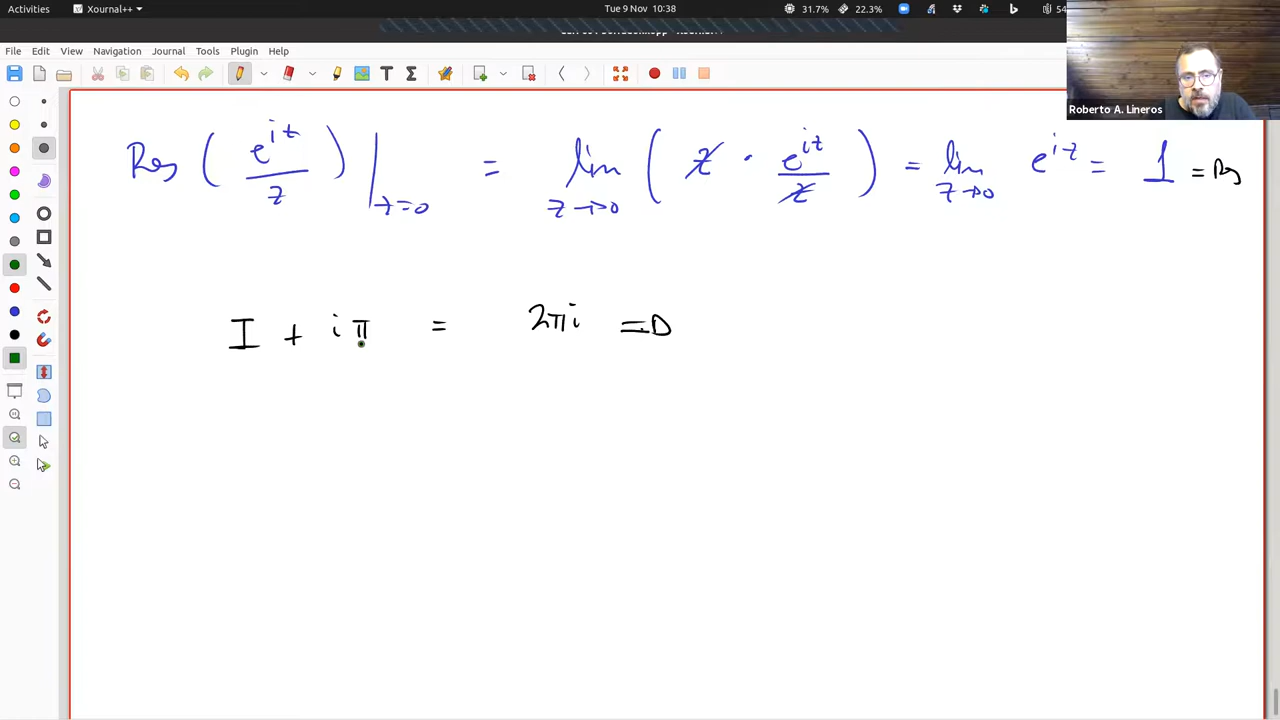 Activities Xournal++ Tue 9 Nov 10:38 31.7% 22.3% 54
File Edit View Navigation Journal Tools Plugin Help
Roberto A. Lineros
Res ( e^{iz} / z ) |_{z=0} = lim_{z→0} ( z · e^{iz} / z ) = lim_{z→0} e^{iz} = 1 = Res
I + iπ = 2πi ⇒